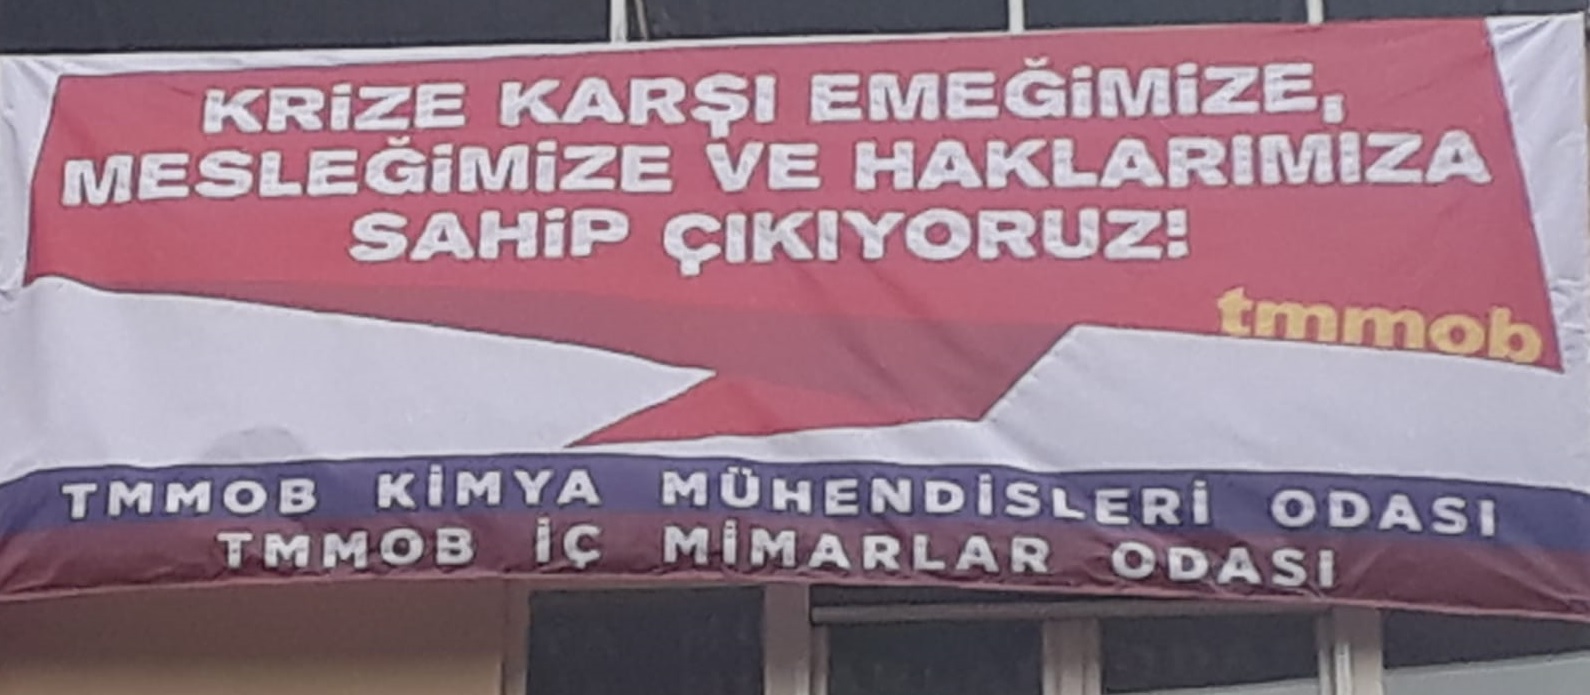 KRİZE KARŞI EMEĞİMİZE,
MESLEĞİMİZE VE HAKLARIMIZA
SAHİP ÇIKIYORUZ!
tmmob
TMMOB KİMYA MÜHENDİSLERİ ODASI
TMMOB İÇ MİMARLAR ODASI